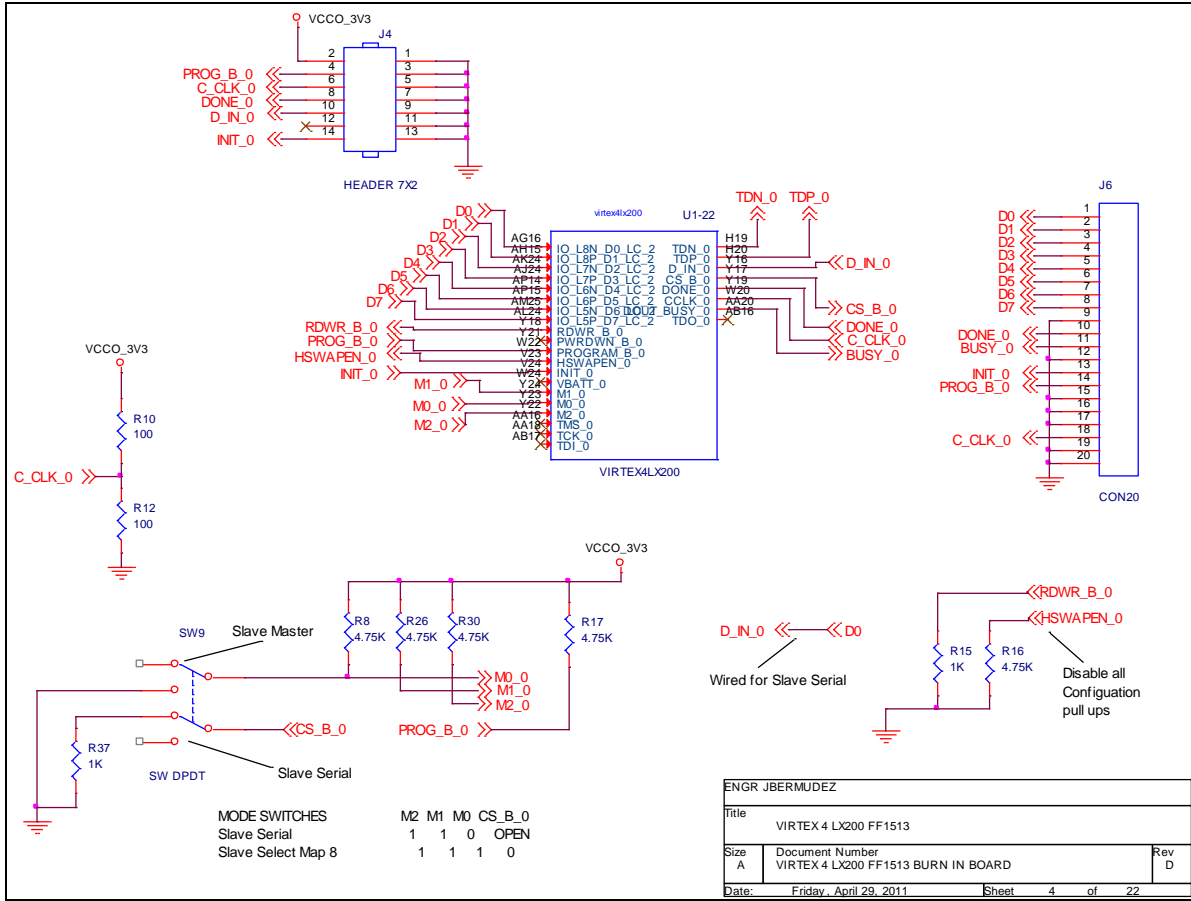 VCCO_3V3
J4
2 1
PROG_B_0 4 3
C_CLK_0 6 5
DONE_0 8 7
D_IN_0 10 9
12 11
INIT_0 14 13
HEADER 7X2
TDN_0 TDP_0
virtex4lx200 U1-22
D0 AG16 IO_L8N_D0_LC_2 TDN_0 H19
D1 AH15 IO_L8P_D1_LC_2 TDP_0 H20
D2 AK24 IO_L7N_D2_LC_2 D_IN_0 Y16 D_IN_0
D3 AJ24 IO_L7P_D3_LC_2 CS_B_0 Y17
D4 AP14 IO_L6N_D4_LC_2 DONE_0 Y19
D5 AP15 IO_L6P_D5_LC_2 CCLK_0 W20
D6 AM25 IO_L5N_D6_LC_2 DOUT_BUSY_0 AA20 CS_B_0
D7 AL24 IO_L5P_D7_LC_2 TDO_0 AB16
RDWR_B_0 Y18 RDWR_B_0 DONE_0
PROG_B_0 Y21 PWRDWN_B_0 C_CLK_0
HSWAPEN_0 W22 PROGRAM_B_0 BUSY_0
V23 HSWAPEN_0
INIT_0 V24 INIT_0
M1_0 W24 VBATT_0
Y24 M1_0
M0_0 Y23 M0_0
M2_0 Y22 M2_0
AA16 TMS_0
AA18 TCK_0
AB17 TDI_0
VIRTEX4LX200
J6
1
D0 2
D1 3
D2 4
D3 5
D4 6
D5 7
D6 8
D7 9
10
DONE_0 11
BUSY_0 12
13
INIT_0 14
PROG_B_0 15
16
17
18
C_CLK_0 19
20
CON20
VCCO_3V3
R10
100
C_CLK_0
R12
100
VCCO_3V3
SW9
Slave Master
R8
4.75K
R26
4.75K
R30
4.75K
R17
4.75K
M0_0
M1_0
M2_0
CS_B_0 PROG_B_0
R37
1K
SW DPDT
Slave Serial
D_IN_0 D0
Wired for Slave Serial
RDWR_B_0
HSWAPEN_0
R15
1K
R16
4.75K
Disable all
Configuation
pull ups
MODE SWITCHES M2 M1 M0 CS_B_0
Slave Serial 1 1 0 OPEN
Slave Select Map 8 1 1 1 0
ENGR JBERMUDEZ
Title
VIRTEX 4 LX200 FF1513
Size Document Number Rev
A VIRTEX 4 LX200 FF1513 BURN IN BOARD D
Date: Friday, April 29, 2011 Sheet 4 of 22